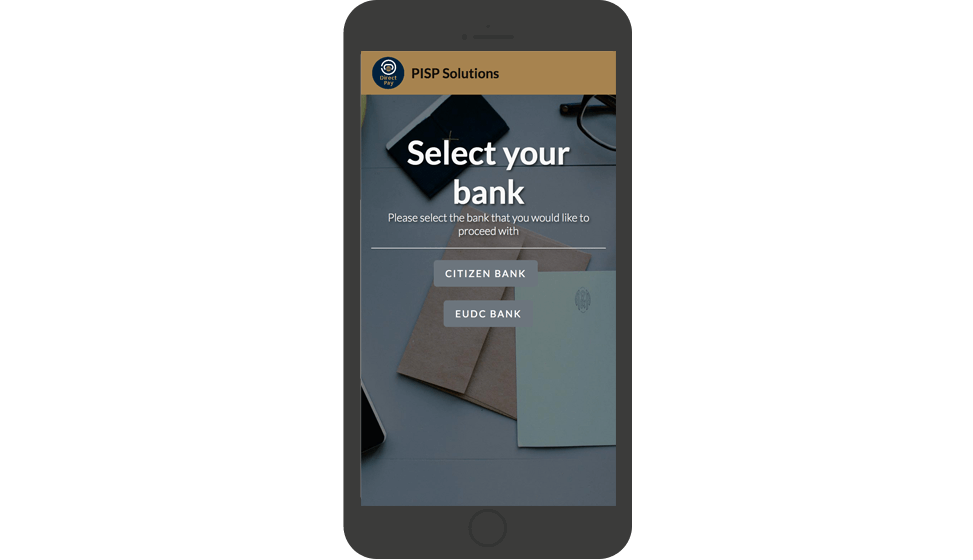 Direct
Pay
PISP Solutions
Select your
bank
Please select the bank that you would like to
proceed with
CITIZEN BANK
EUDC BANK